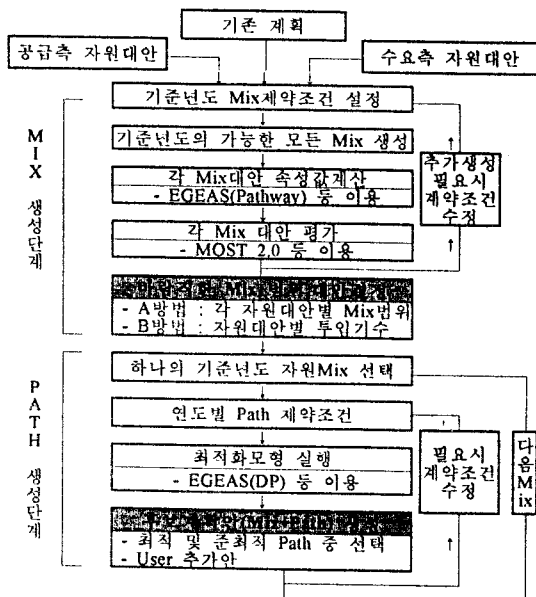 기존 계획
공급측 자원대안
수요측 자원대안
기준년도 Mix제약조건 설정
기준년도의 가능한 모든 Mix 생성
각 Mix대안 속성값계산
- EGEAS(Pathway) 등 이용
각 Mix 대안 평가
- MOST 2.0 등 이용
추가생성
필요시
계약조건
수정
MIX 생성단계
- A방법 : 각 자원대안별 Mix범위
- B방법 : 자원대안별 투입기수
하나의 기준년도 자원Mix 선택
연도별 Path 제약조건
최적화모형 실행
- EGEAS(DP) 등 이용
필요시
계약조건
수정
다음Mix
PATH 생성단계
- 최적 및 준최적 Path 중 선택
- User 추가안